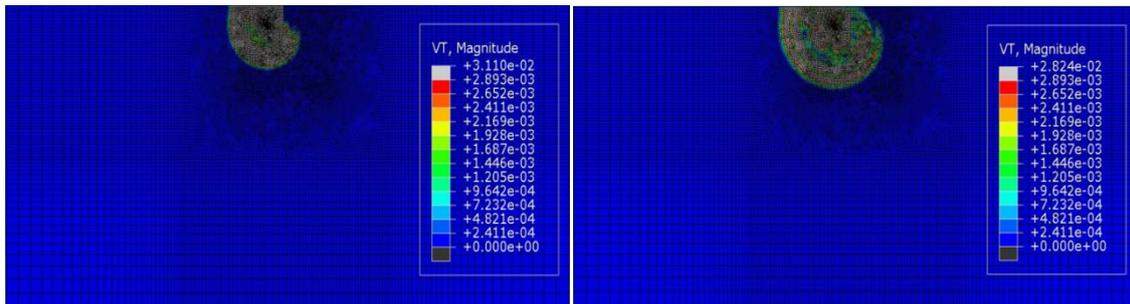 VT, Magnitude
+3.110e-02
+2.893e-03
+2.652e-03
+2.411e-03
+2.169e-03
+1.928e-03
+1.687e-03
+1.446e-03
+1.205e-03
+9.642e-04
+7.232e-04
+4.821e-04
+2.411e-04
+0.000e+00
VT, Magnitude
+2.824e-02
+2.893e-03
+2.652e-03
+2.411e-03
+2.169e-03
+1.928e-03
+1.687e-03
+1.446e-03
+1.205e-03
+9.642e-04
+7.232e-04
+4.821e-04
+2.411e-04
+0.000e+00